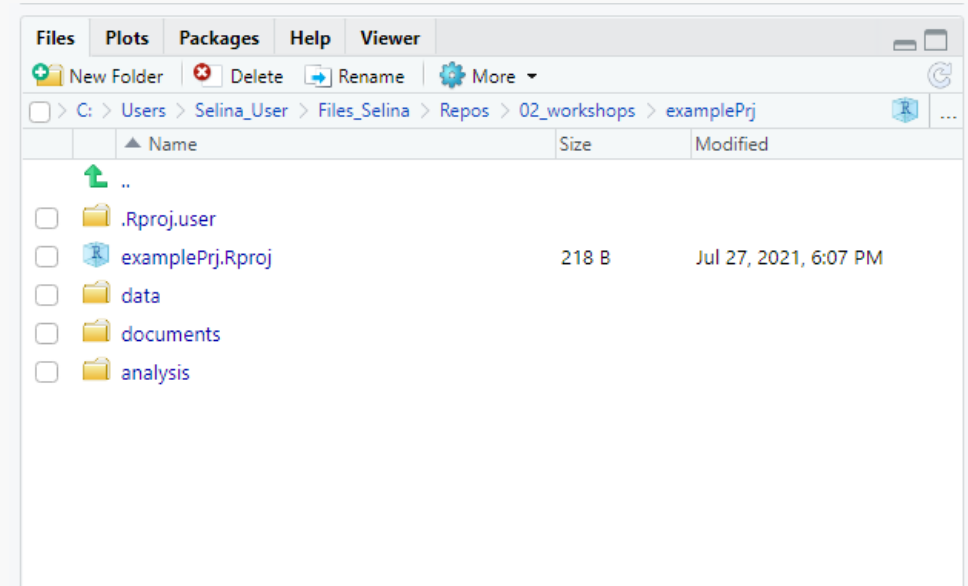 Files Plots Packages Help Viewer
New Folder Delete Rename More
C: > Users > Selina_User > Files_Selina > Repos > 02_workshops > examplePrj R ...
Name Size Modified
..
.Rproj.user
R examplePrj.Rproj 218 B Jul 27, 2021, 6:07 PM
data
documents
analysis